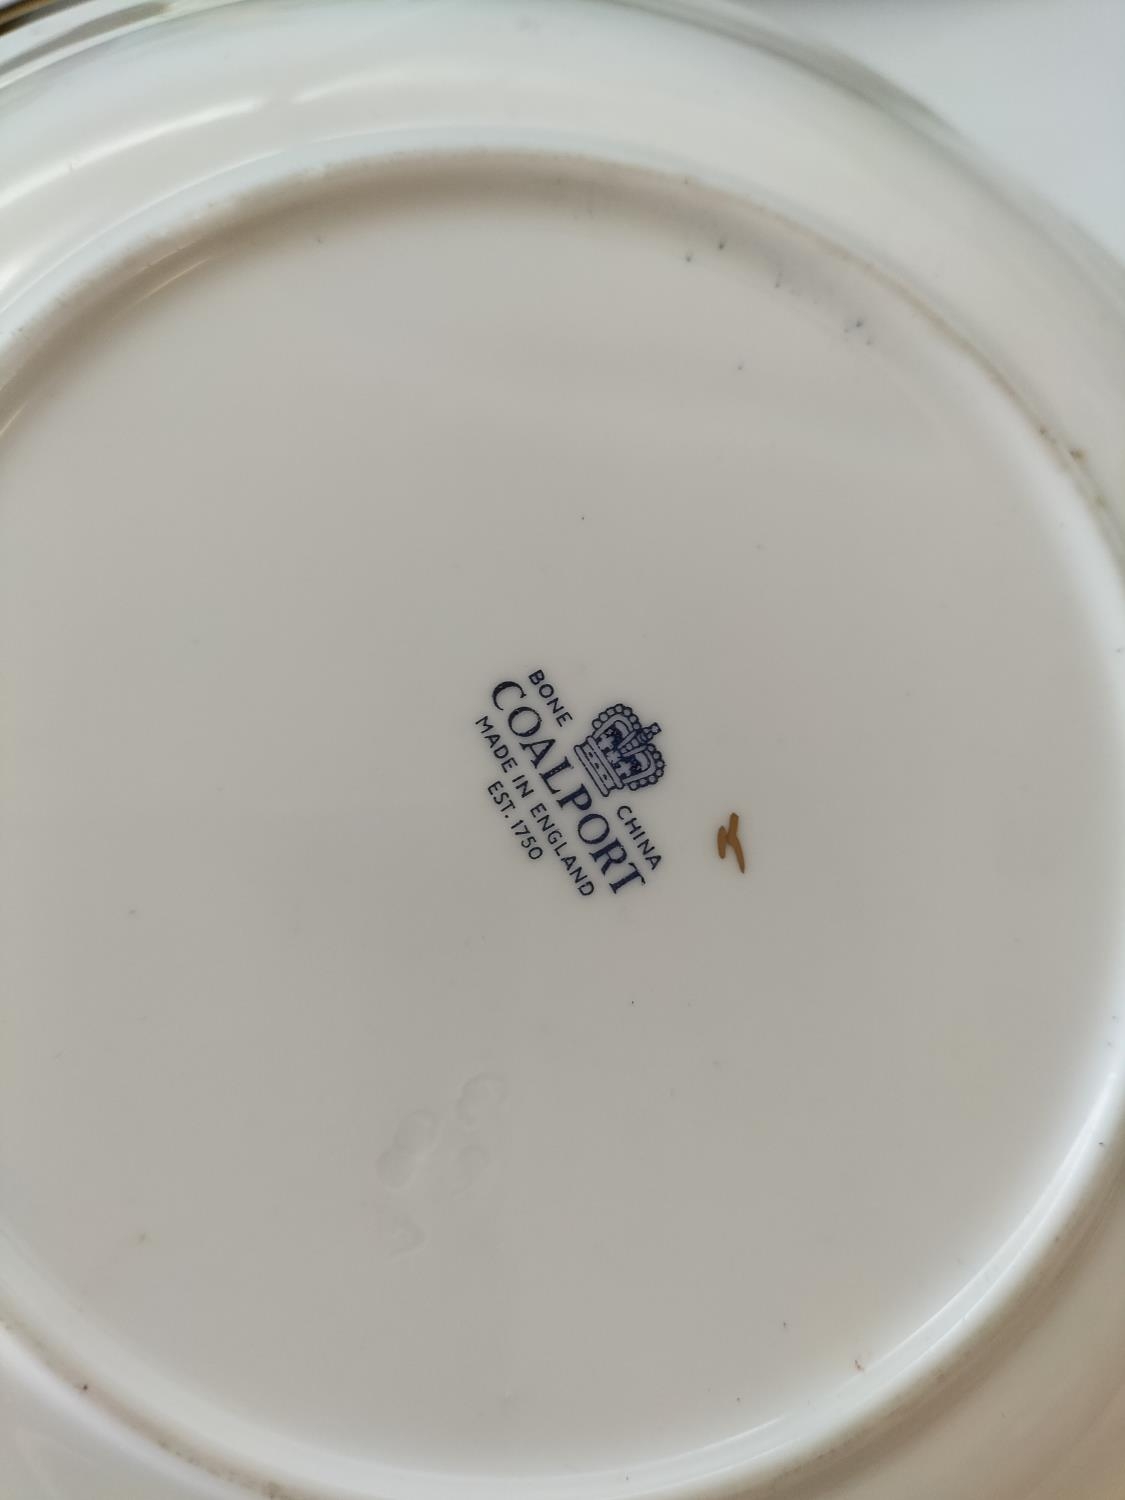 BONE CHINA
COALPORT
MADE IN ENGLAND
EST. 1750